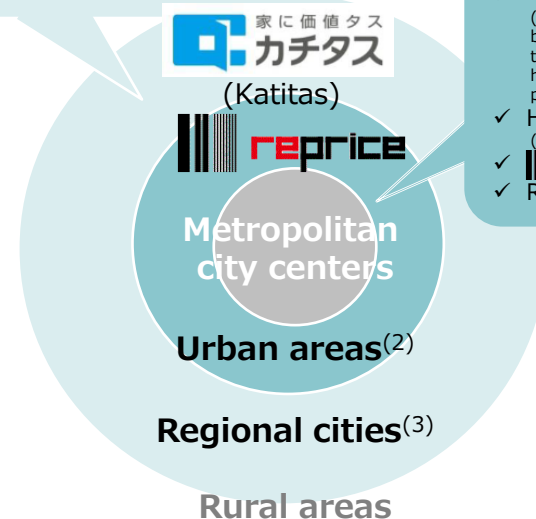 家に価値タス
カチタス
(Katitas)
reprice
Metropolitan
city centers
Urban areas(2)
Regional cities(3)
Rural areas